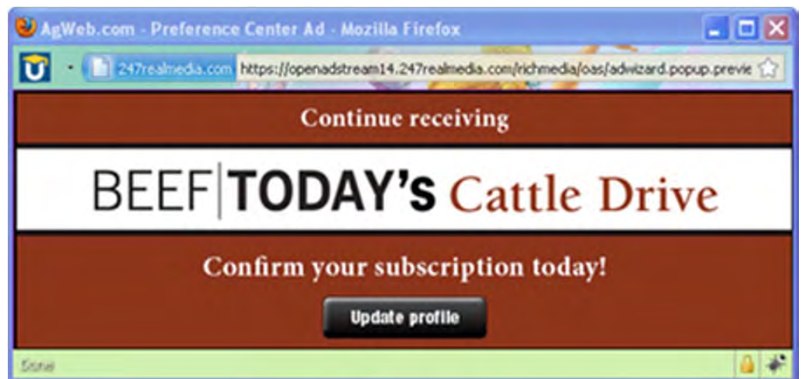 AgWeb.com - Preference Center Ad - Mozilla Firefox
247realmedia.com https://openadstream14.247realmedia.com/richmedia/oas/adwizard.popup.previe
Continue receiving
BEEF|TODAY's Cattle Drive
Confirm your subscription today!
Update profile
Done